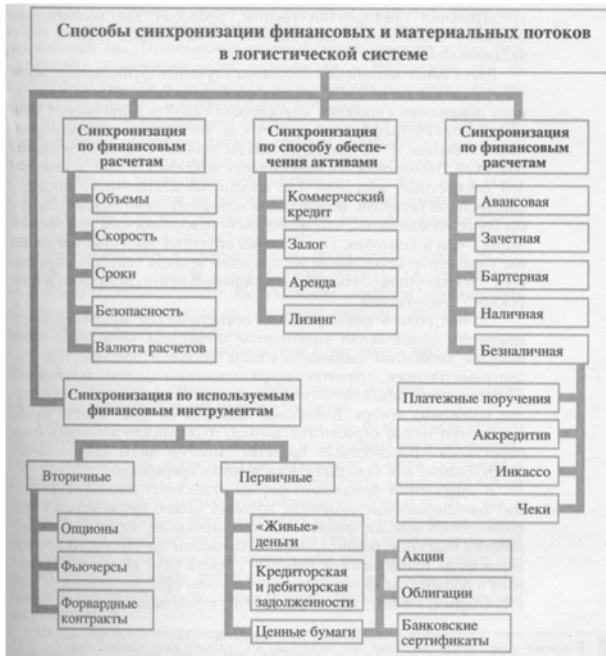 Способы синхронизации финансовых и материальных потоков
в логистической системе
Синхронизация
по финансовым
расчетам
Объемы
Скорость
Сроки
Безопасность
Валюта расчетов
Синхронизация
по способу обеспе-
чения активами
Коммерческий
кредит
Залог
Аренда
Лизинг
Синхронизация
по финансовым
расчетам
Авансовая
Зачетная
Бартерная
Наличная
Безналичная
Платежные поручения
Аккредитив
Инкассо
Чеки
Синхронизация по используемым
финансовым инструментам
Вторичные
Опционы
Фьючерсы
Форвардные
контракты
Первичные
«Живые»
деньги
Кредиторская
и дебиторская
задолженности
Ценные бумаги
Акции
Облигации
Банковские
сертификаты